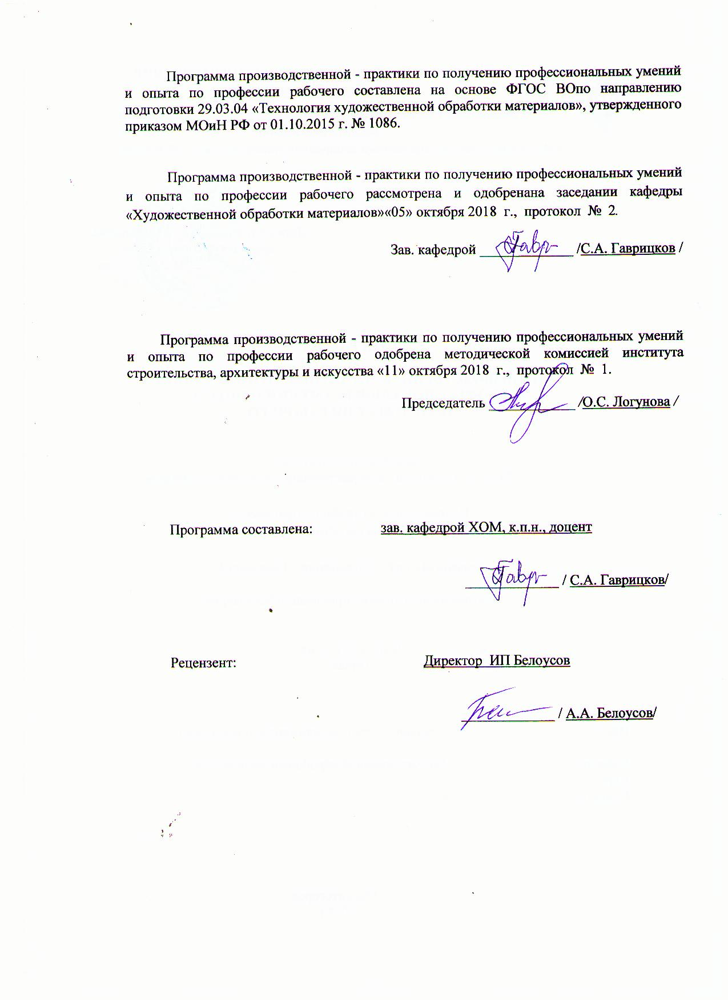 Программа производственной - практики по получению профессиональных умений
и опыта по профессии рабочего составлена на основе ФГОС ВОпо направлению
подготовки 29.03.04 «Технология художественной обработки материалов», утвержденного
приказом МОиН РФ от 01.10.2015 г. № 1086.
Программа производственной - практики по получению профессиональных умений
и опыта по профессии рабочего рассмотрена и одобренана заседании кафедры
«Художественной обработки материалов»«05» октября 2018 г., протокол № 2.
Зав. кафедрой /С.А. Гаврицков /
Программа производственной - практики по получению профессиональных умений
и опыта по профессии рабочего одобрена методической комиссией института
строительства, архитектуры и искусства «11» октября 2018 г., протокол № 1.
Председатель /О.С. Логунова /
Программа составлена: зав. кафедрой ХОМ, к.п.н., доцент
/ С.А. Гаврицков/
Рецензент: Директор ИП Белоусов
/ А.А. Белоусов/